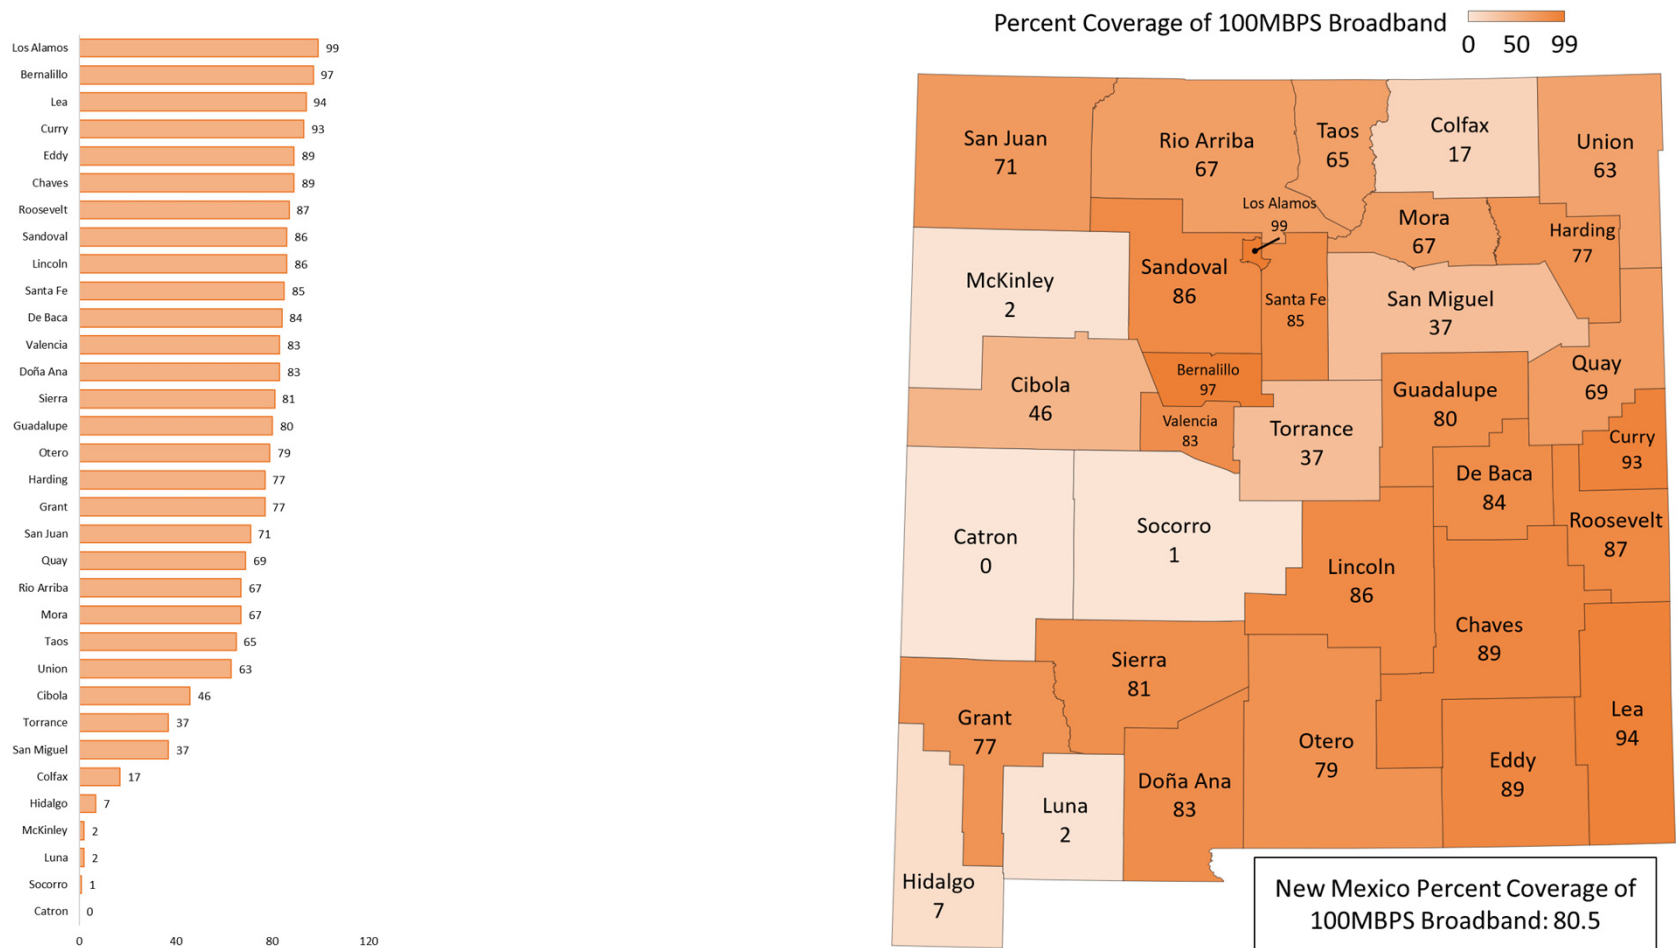 Los Alamos 99
Bernalillo 97
Lea 94
Curry 93
Eddy 89
Chaves 89
Roosevelt 87
Sandoval 86
Lincoln 86
Santa Fe 85
De Baca 84
Valencia 83
Doña Ana 83
Sierra 81
Guadalupe 80
Otero 79
Harding 77
Grant 77
San Juan 71
Quay 69
Rio Arriba 67
Mora 67
Taos 65
Union 63
Cibola 46
Torrance 37
San Miguel 37
Colfax 17
Hidalgo 7
McKinley 2
Luna 2
Socorro 1
Catron 0
0 40 80 120
Percent Coverage of 100MBPS Broadband
0 50 99
San Juan
71
Rio Arriba
67
Taos
65
Colfax
17
Union
63
Los Alamos
99
Mora
67
Harding
77
McKinley
2
Sandoval
86
Santa Fe
85
San Miguel
37
Cibola
46
Bernalillo
97
Valencia
83
Torrance
37
Guadalupe
80
Quay
69
Curry
93
De Baca
84
Roosevelt
87
Catron
0
Socorro
1
Lincoln
86
Chaves
89
Sierra
81
Grant
77
Otero
79
Lea
94
Eddy
89
Doña Ana
83
Luna
2
Hidalgo
7
New Mexico Percent Coverage of
100MBPS Broadband: 80.5